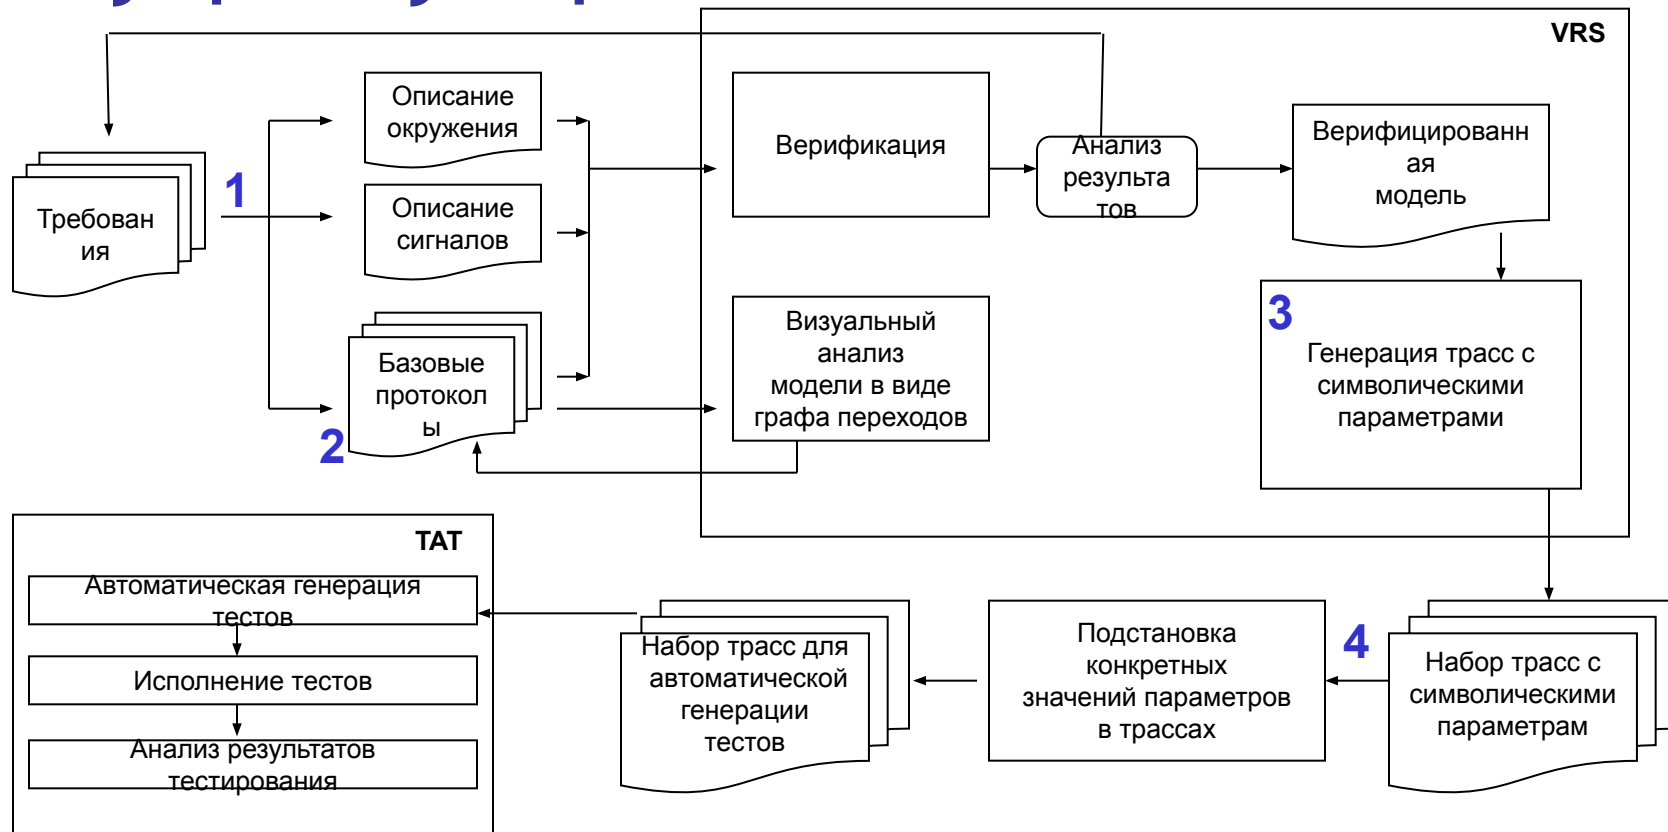 VRS
Описание
окружения
Верификация
Анализ
результа
тов
Верифицированн
ая
модель
1
Требован
ия
Описание
сигналов
3
Генерация трасс с
символическими
параметрами
Визуальный
анализ
модели в виде
графа переходов
Базовые
протокол
ы
2
TAT
Автоматическая генерация
тестов
Исполнение тестов
Анализ результатов
тестирования
Набор трасс для
автоматической
генерации
тестов
Подстановка
конкретных
значений параметров
в трассах
4
Набор трасс с
символическими
параметрам